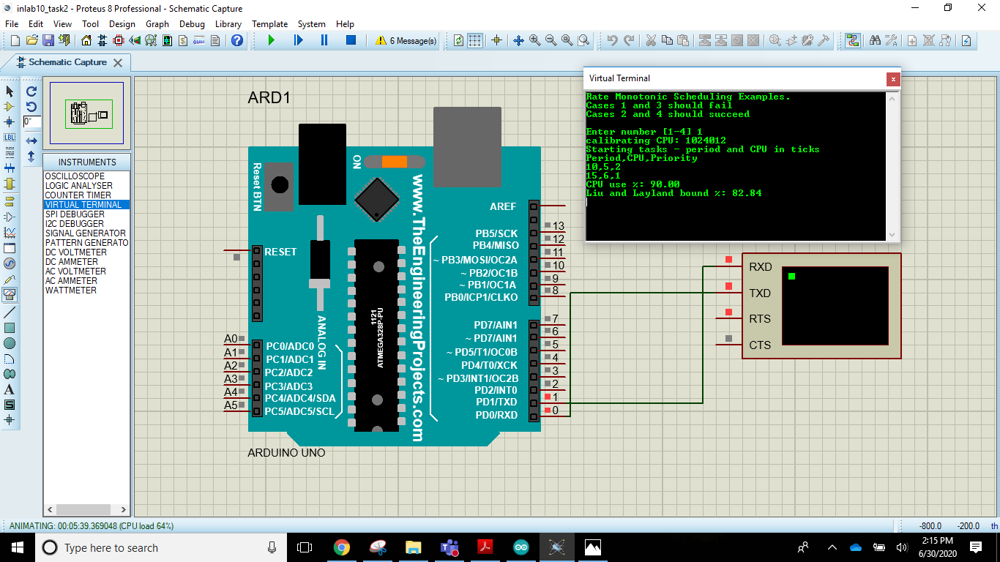 inlab10_task2 - Proteus 8 Professional - Schematic Capture
File Edit View Tool Design Graph Debug Library Template System Help
6 Message(s)
Schematic Capture
0°
LBL
A
S
INSTRUMENTS
OSCILLOSCOPE
LOGIC ANALYSER
COUNTER TIMER
VIRTUAL TERMINAL
SPI DEBUGGER
I2C DEBUGGER
SIGNAL GENERATOR
PATTERN GENERATO
DC VOLTMETER
DC AMMETER
AC VOLTMETER
AC AMMETER
WATTMETER
ARD1
Reset BTN
ON
www.TheEngineeringProjects.com
RESET
ANALOG IN
1121
ATMEGA328P-PU
A0 PC0/ADC0
A1 PC1/ADC1
A2 PC2/ADC2
A3 PC3/ADC3
A4 PC4/ADC4/SDA
A5 PC5/ADC5/SCL
AREF
PB5/SCK 13
PB4/MISO 12
~ PB3/MOSI/OC2A 11
~ PB2/OC1B 10
~ PB1/OC1A 9
PB0/ICP1/CLKO 8
PD7/AIN1 7
~ PD7/AIN1 6
~ PD5/T1/OC0B 5
PD4/T0/XCK 4
~ PD3/INT1/OC2B 3
PD2/INT0 2
PD1/TXD 1
PD0/RXD 0
ARDUINO UNO
Virtual Terminal
Rate Monotonic Scheduling Examples.
Cases 1 and 3 should fail
Cases 2 and 4 should succeed
Enter number [1-4] 1
calibrating CPU: 1024012
Starting tasks - period and CPU in ticks
Period,CPU,Priority
10,5,2
15,6,1
CPU use %: 90.00
Liu and Layland bound %: 82.84
RXD
TXD
RTS
CTS
ANIMATING: 00:05:39.369048 (CPU load 64%)
-800.0 -200.0 th
Type here to search
2:15 PM
6/30/2020